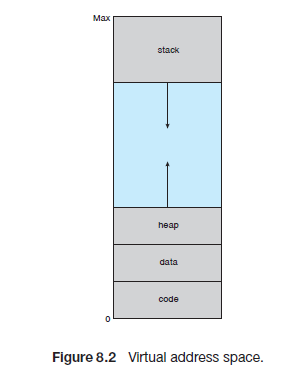 Max
stack
heap
data
code
0
Figure 8.2 Virtual address space.